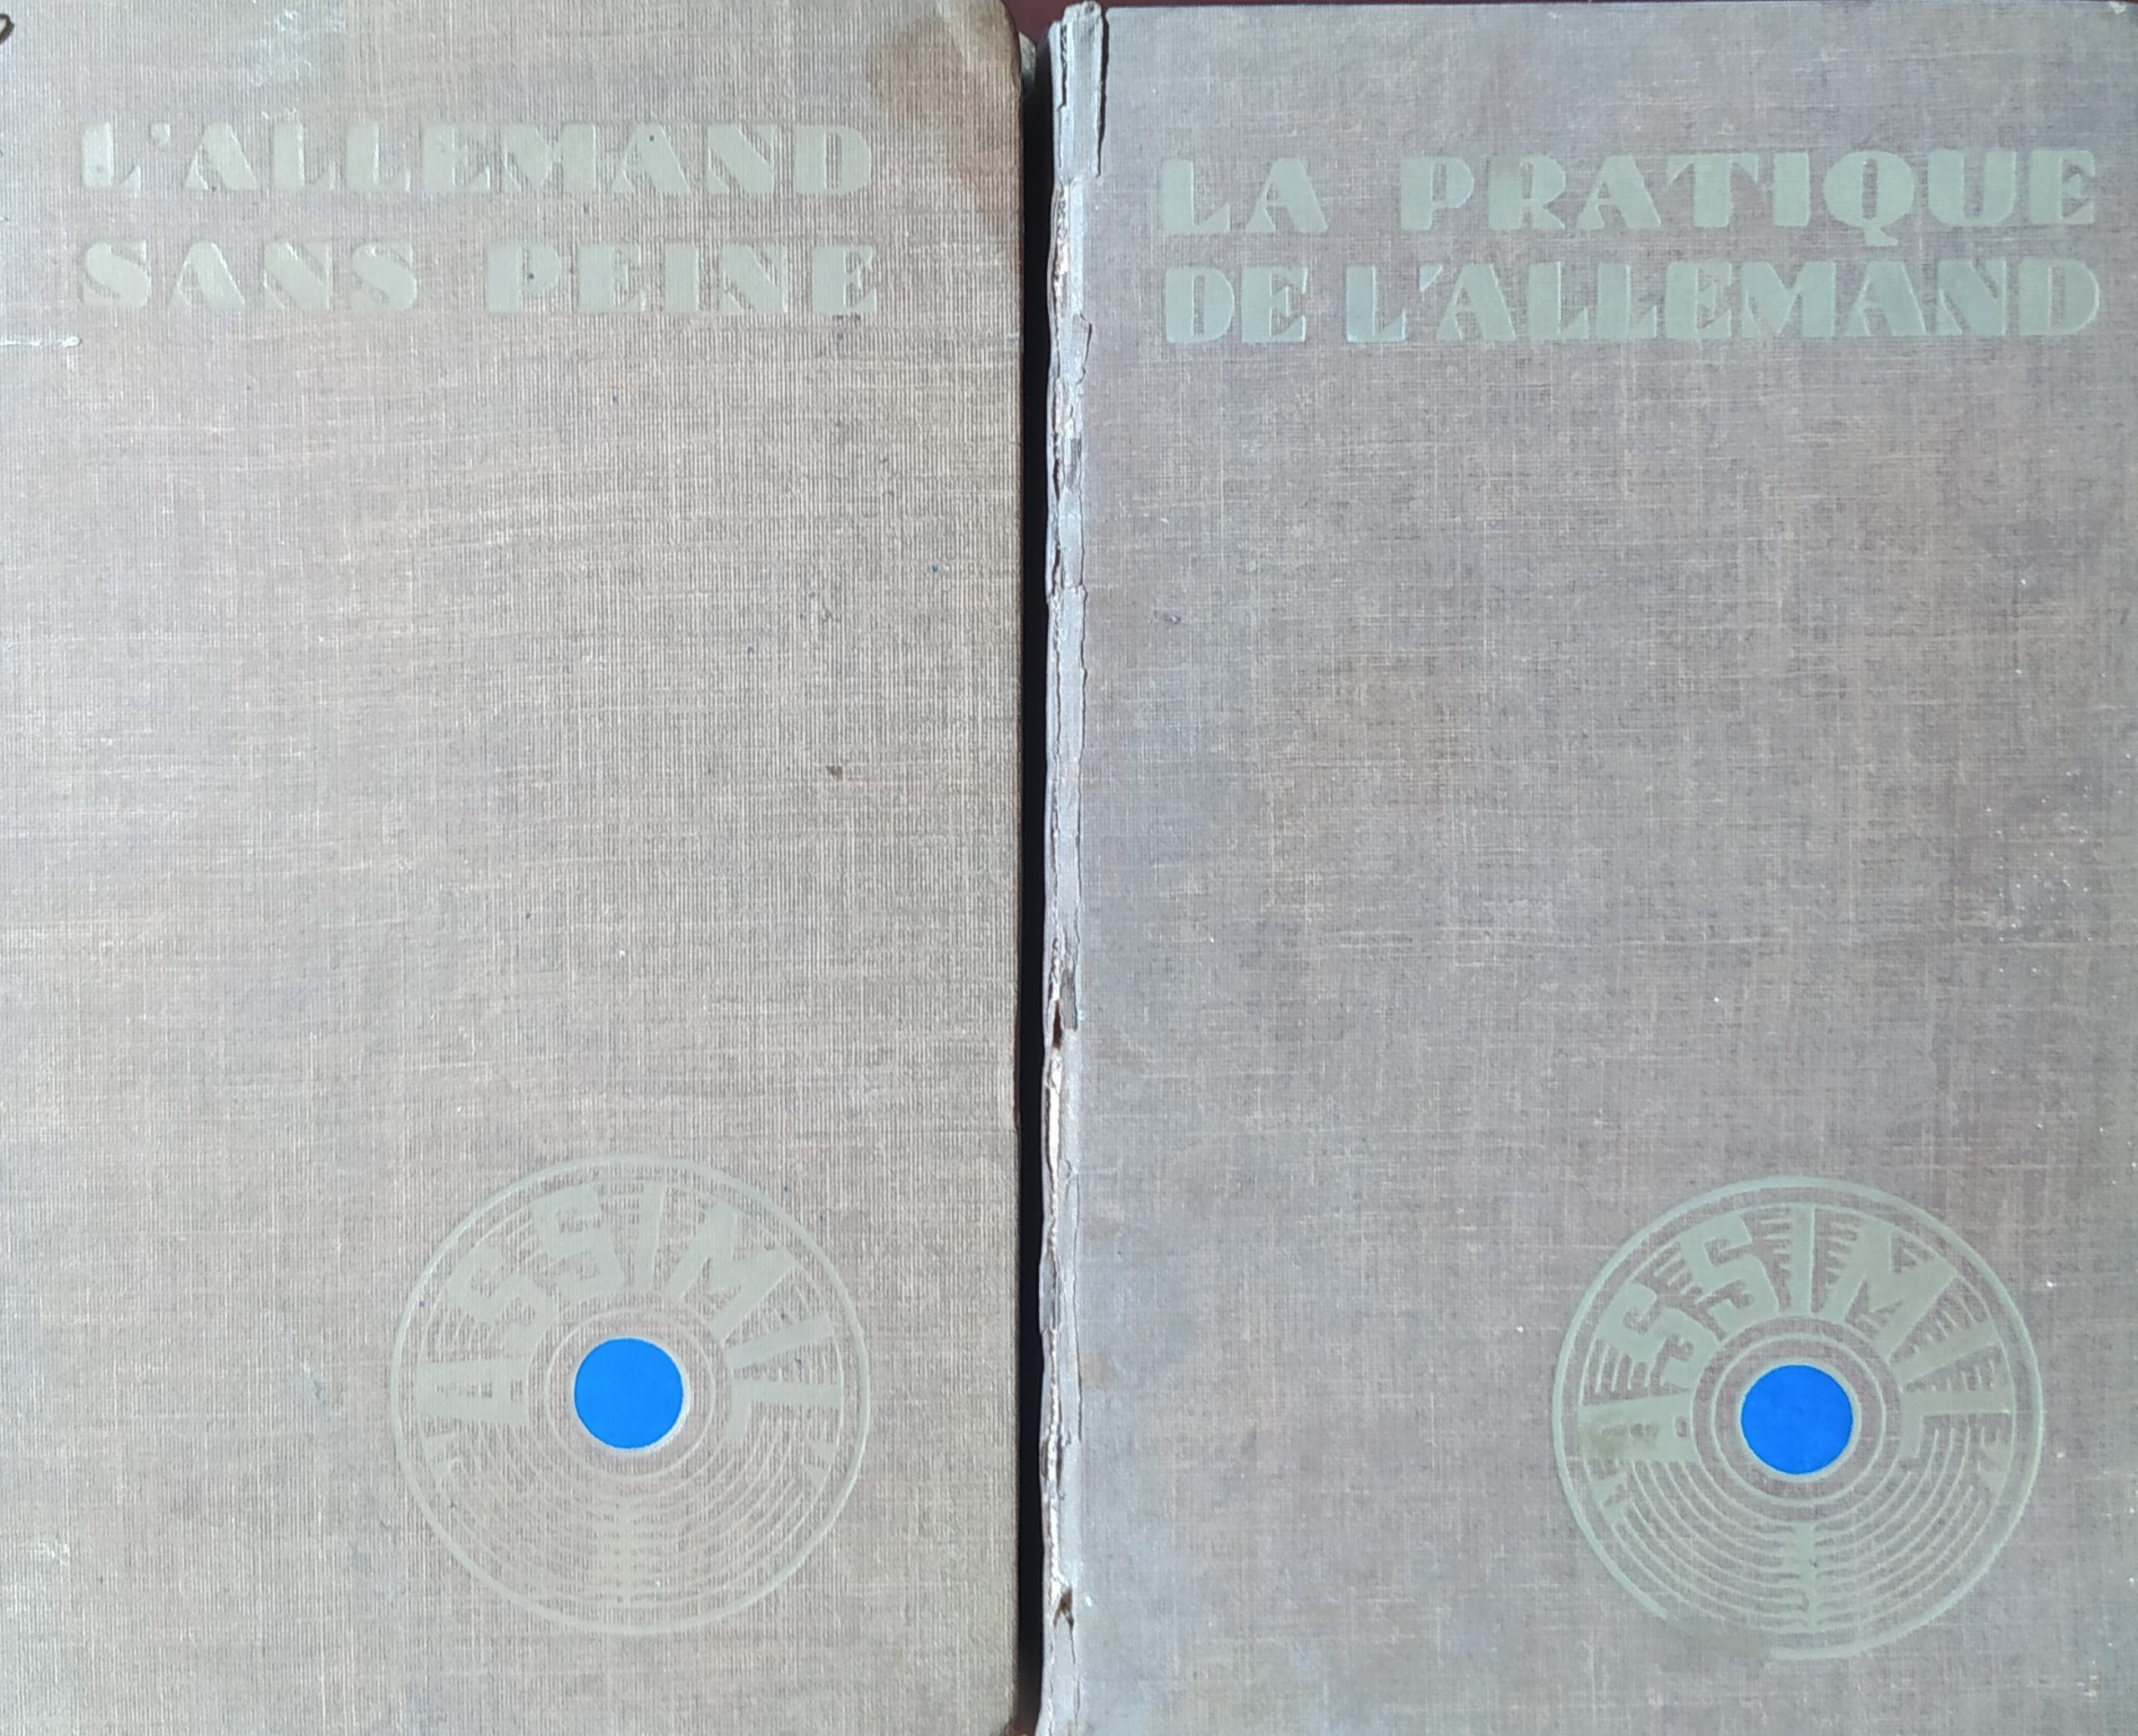 L'ALLEMAND
SANS PEINE
ASSIMIL
LA PRATIQUE
DE L'ALLEMAND
ASSIMIL